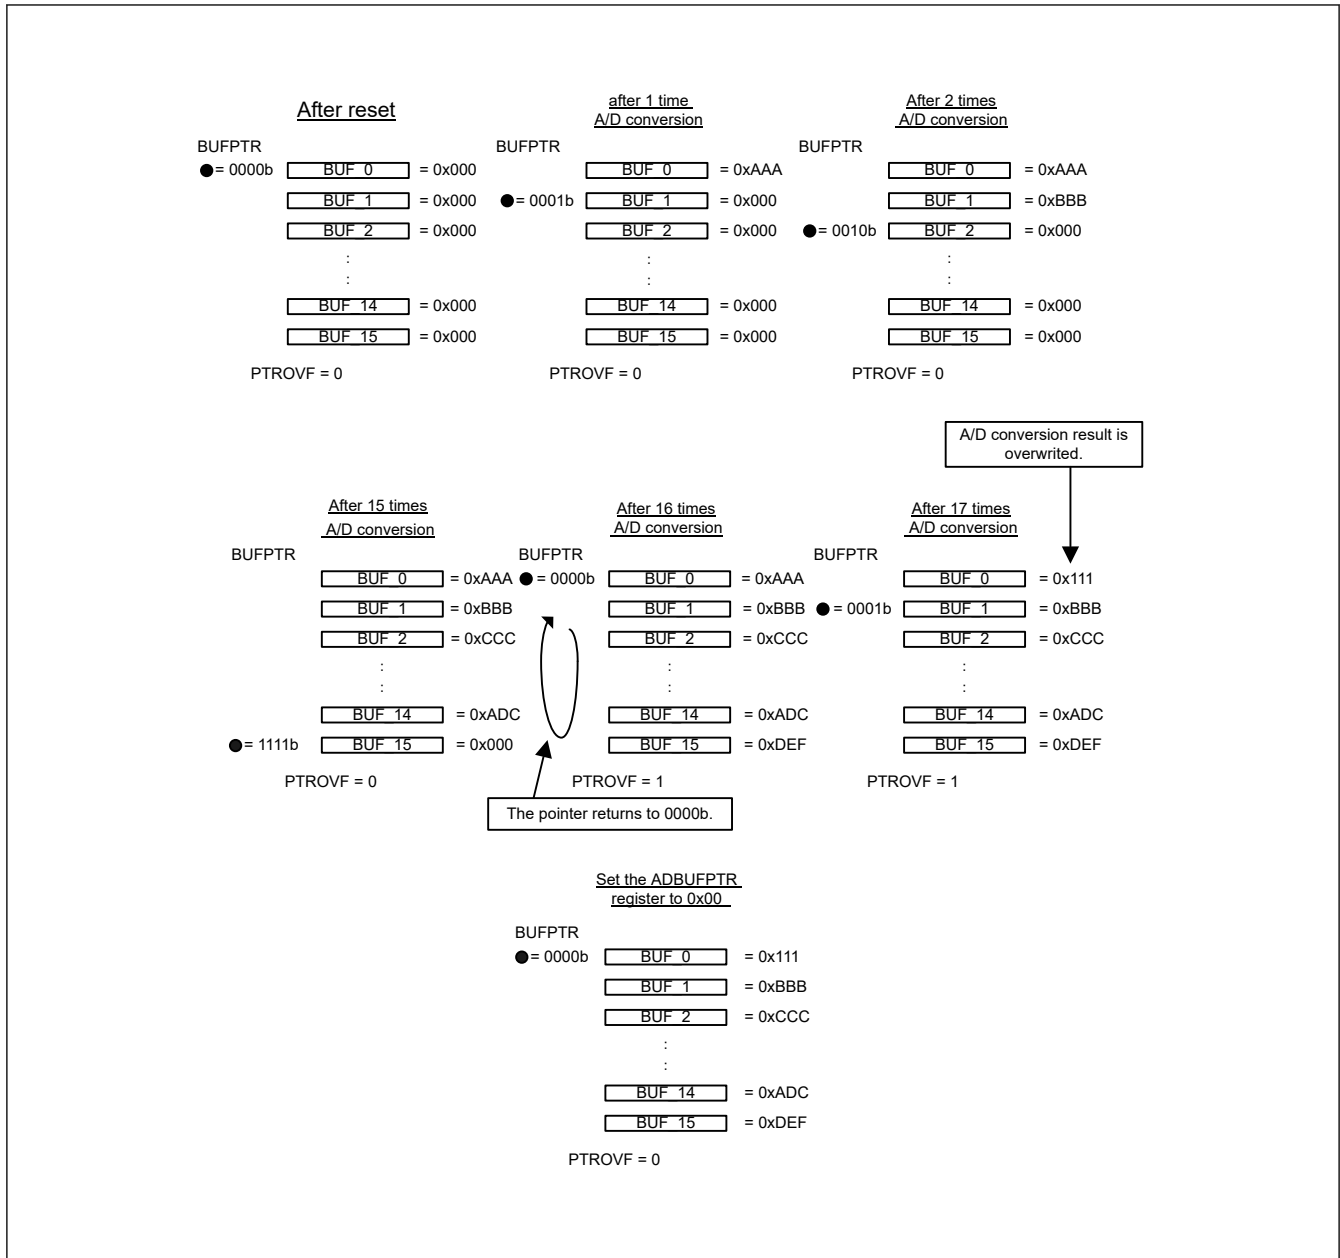 After reset
BUFPTR
= 0000b BUF_0 = 0x000
BUF_1 = 0x000
BUF_2 = 0x000
:
:
BUF_14 = 0x000
BUF_15 = 0x000
PTROVF = 0
after 1 time
A/D conversion
BUFPTR
BUF_0 = 0xAAA
= 0001b BUF_1 = 0x000
BUF_2 = 0x000
:
:
BUF_14 = 0x000
BUF_15 = 0x000
PTROVF = 0
After 2 times
A/D conversion
BUFPTR
BUF_0 = 0xAAA
BUF_1 = 0xBBB
= 0010b BUF_2 = 0x000
:
:
BUF_14 = 0x000
BUF_15 = 0x000
PTROVF = 0
After 15 times
A/D conversion
BUFPTR
BUF_0 = 0xAAA
BUF_1 = 0xBBB
BUF_2 = 0xCCC
:
:
BUF_14 = 0xADC
= 1111b BUF_15 = 0x000
PTROVF = 0
After 16 times
A/D conversion
BUFPTR
= 0000b BUF_0 = 0xAAA
BUF_1 = 0xBBB
BUF_2 = 0xCCC
:
:
BUF_14 = 0xADC
BUF_15 = 0xDEF
PTROVF = 1
The pointer returns to 0000b.
A/D conversion result is
overwrited.
After 17 times
A/D conversion
BUFPTR
BUF_0 = 0x111
= 0001b BUF_1 = 0xBBB
BUF_2 = 0xCCC
:
:
BUF_14 = 0xADC
BUF_15 = 0xDEF
PTROVF = 1
Set the ADBUFPTR
register to 0x00
BUFPTR
= 0000b BUF_0 = 0x111
BUF_1 = 0xBBB
BUF_2 = 0xCCC
:
:
BUF_14 = 0xADC
BUF_15 = 0xDEF
PTROVF = 0